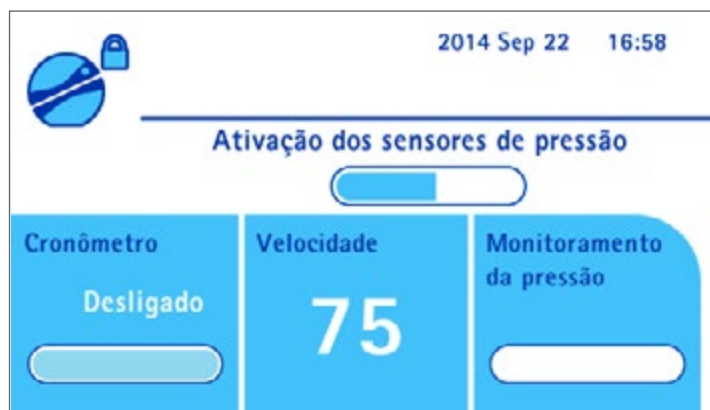 2014 Sep 22 16:58
Ativação dos sensores de pressão
Cronômetro
Desligado
Velocidade
75
Monitoramento
da pressão